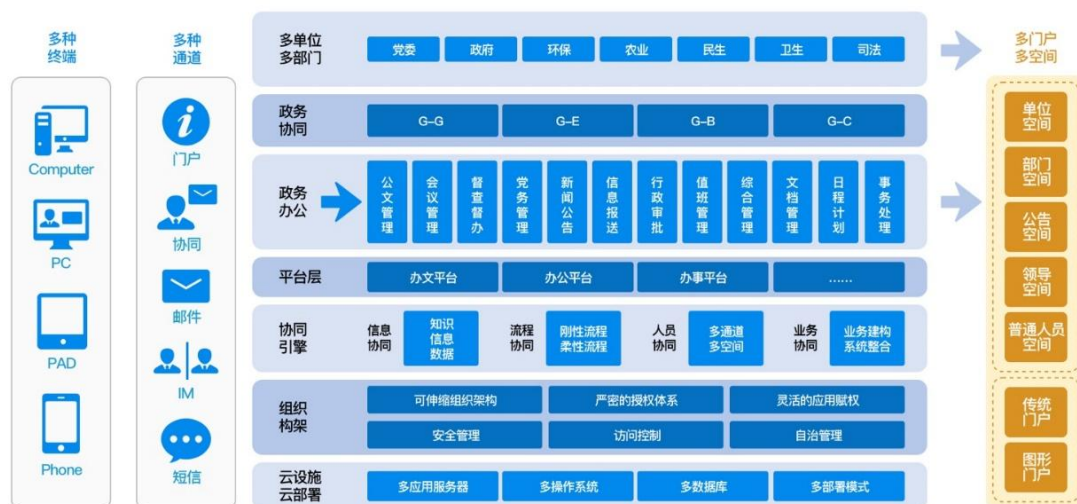 多种
终端
Computer
PC
PAD
Phone
多种
通道
门户
协同
邮件
IM
短信
多单位
多部门
党委
政府
环保
农业
民生
卫生
司法
政务
协同
G-G
G-E
G-B
G-C
政务
办公
公文管理
会议管理
督查督办
党务管理
新闻公告
信息报送
行政审批
值班管理
综合管理
文档管理
日程计划
事务处理
平台层
办文平台
办公平台
办事平台
……
协同
引擎
信息
协同
知识
信息
数据
流程
协同
刚性流程
柔性流程
人员
协同
多通道
多空间
业务
协同
业务建构
系统整合
组织
构架
可伸缩组织架构
严密的授权体系
灵活的应用赋权
安全管理
访问控制
自治管理
云设施
云部署
多应用服务器
多操作系统
多数据库
多部署模式
多门户
多空间
单位
空间
部门
空间
公告
空间
领导
空间
普通人员
空间
传统
门户
图形
门户